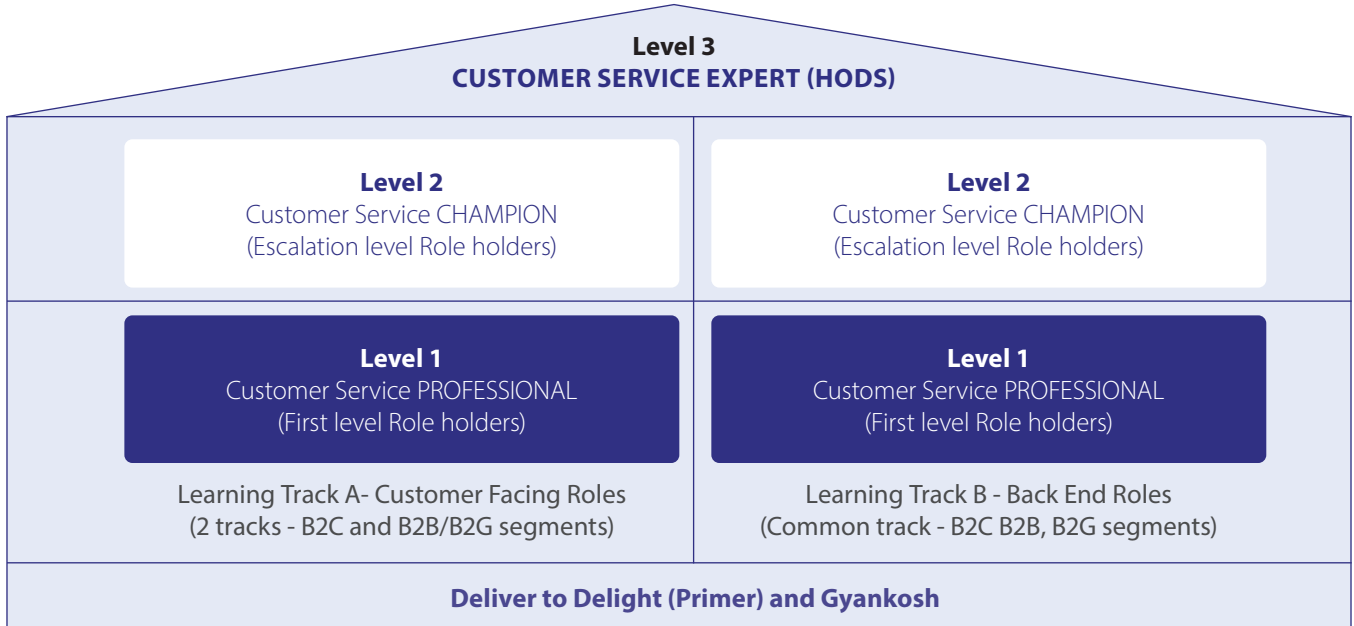 Level 3
CUSTOMER SERVICE EXPERT (HODS)
Level 2
Customer Service CHAMPION
(Escalation level Role holders)
Level 2
Customer Service CHAMPION
(Escalation level Role holders)
Level 1
Customer Service PROFESSIONAL
(First level Role holders)
Level 1
Customer Service PROFESSIONAL
(First level Role holders)
Learning Track A- Customer Facing Roles
(2 tracks - B2C and B2B/B2G segments)
Learning Track B - Back End Roles
(Common track - B2C B2B, B2G segments)
Deliver to Delight (Primer) and Gyankosh